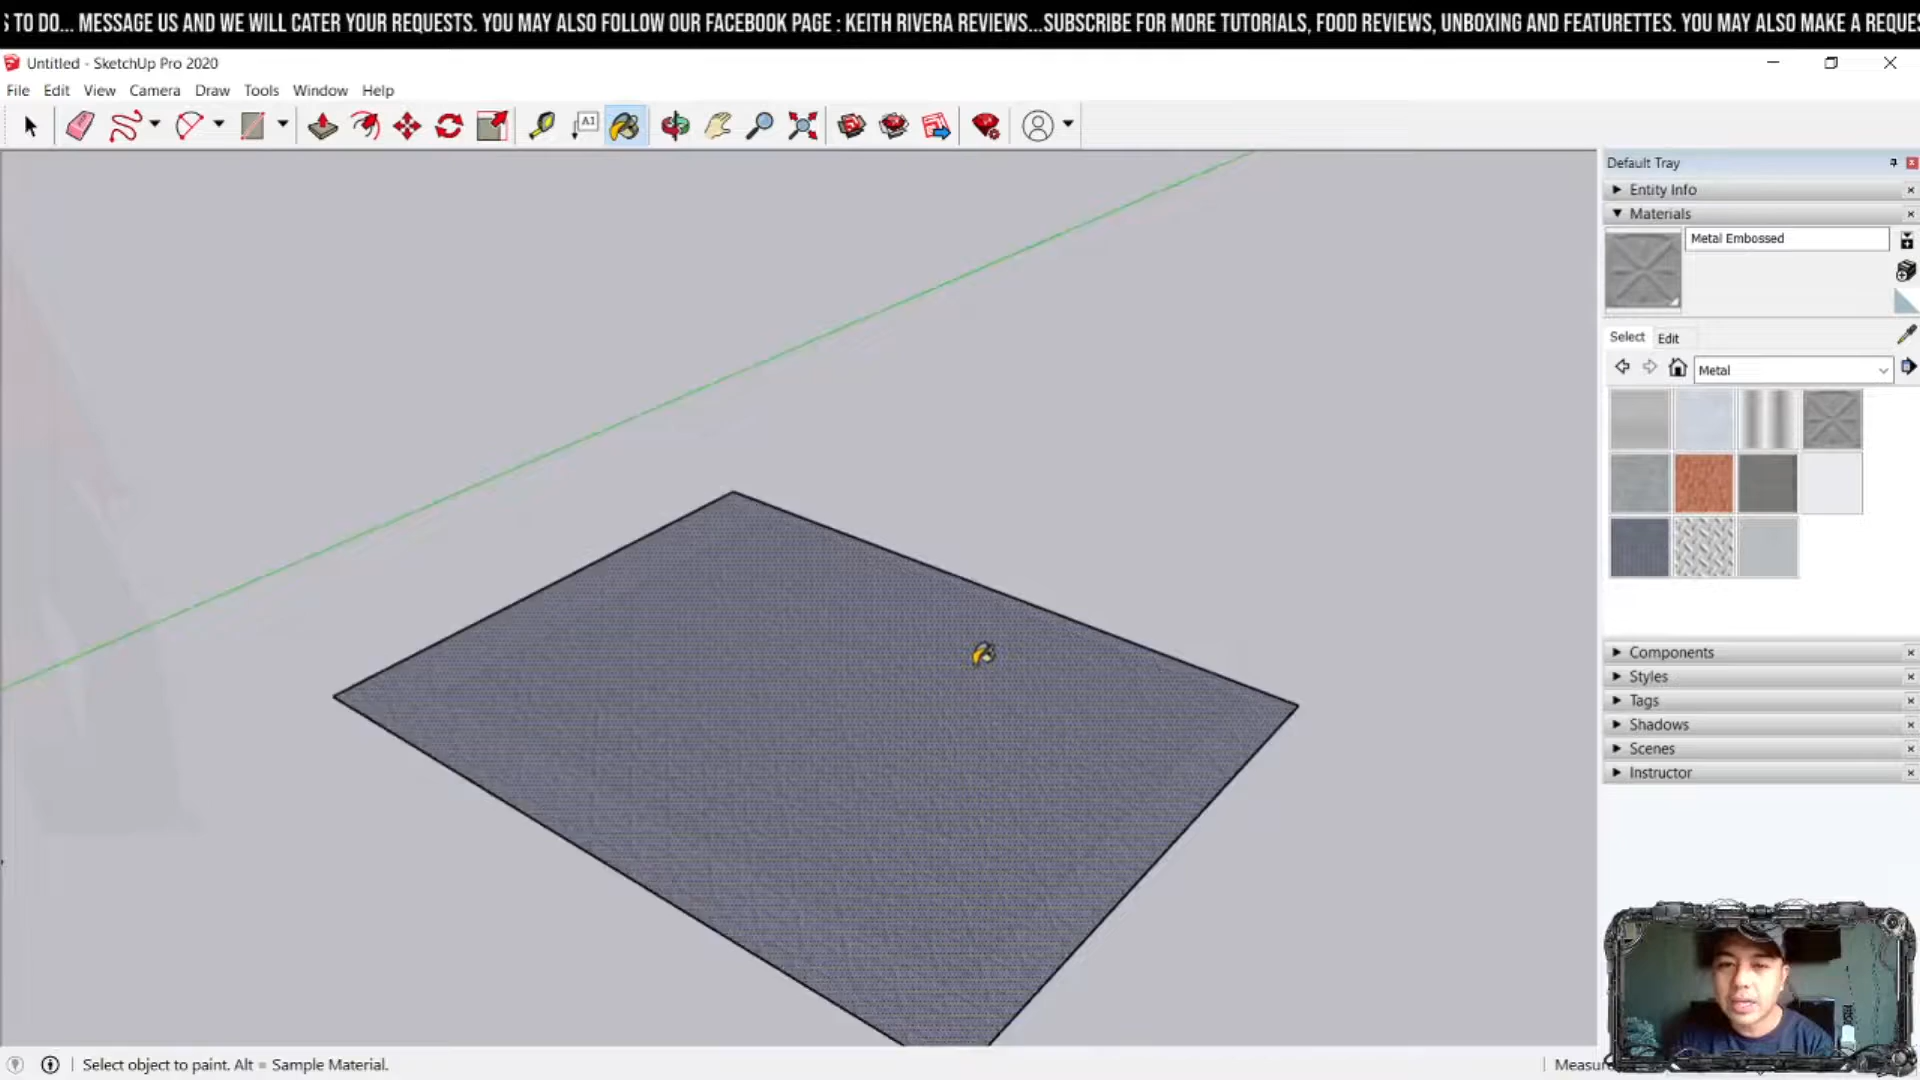 TO DO... MESSAGE US AND WE WILL CATER YOUR REQUESTS. YOU MAY ALSO FOLLOW OUR FACEBOOK PAGE : KEITH RIVERA REVIEWS...SUBSCRIBE FOR MORE TUTORIALS, FOOD REVIEWS, UNBOXING AND FEATURETTES. YOU MAY ALSO MAKE A REQUE
Untitled - SketchUp Pro 2020
File Edit View Camera Draw Tools Window Help
A1
Default Tray
Entity Info
Materials
Metal Embossed
Select Edit
Metal
Components
Styles
Tags
Shadows
Scenes
Instructor
Select object to paint. Alt = Sample Material.
Measur